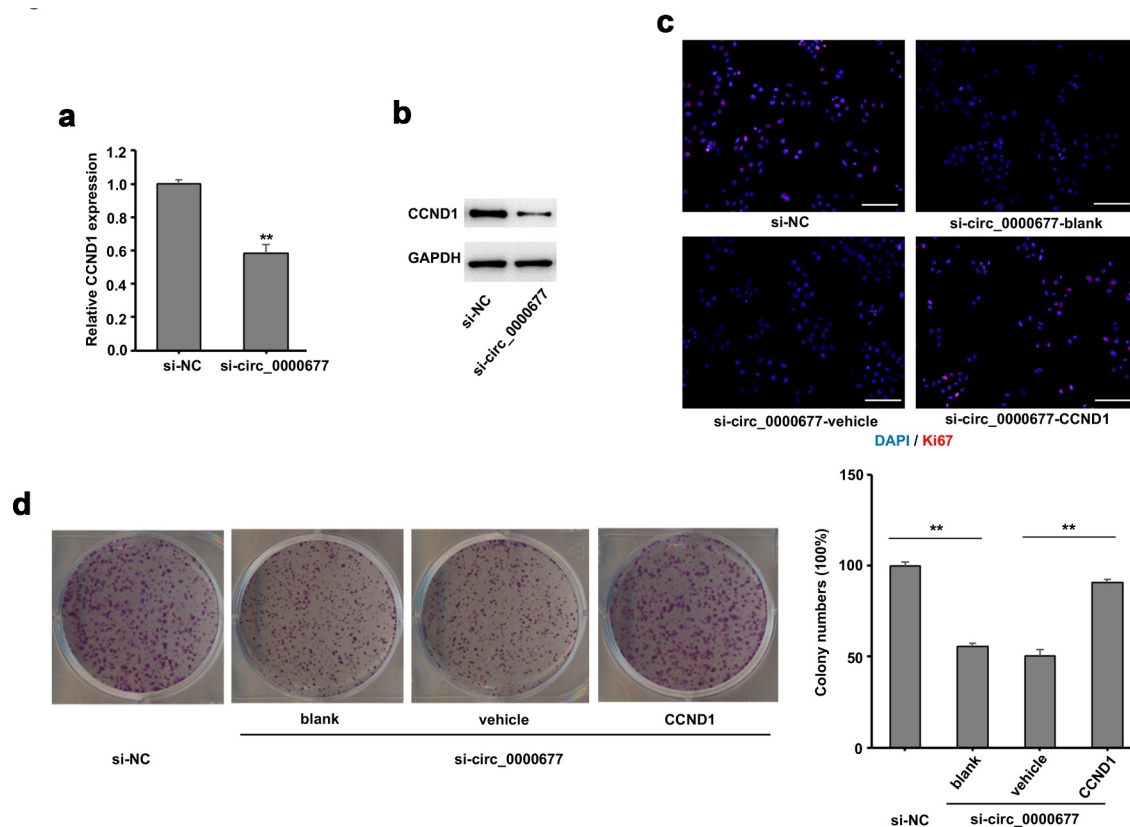 a
Relative CCND1 expression
1.2
1.0
0.8
0.6
0.4
0.2
0.0
**
si-NC
si-circ_0000677
b
CCND1
GAPDH
si-NC
si-circ_0000677
c
si-NC
si-circ_0000677-blank
si-circ_0000677-vehicle
si-circ_0000677-CCND1
DAPI / Ki67
d
blank
vehicle
CCND1
si-NC
si-circ_0000677
Colony numbers (100%)
150
100
50
0
**
**
blank
vehicle
CCND1
si-NC
si-circ_0000677